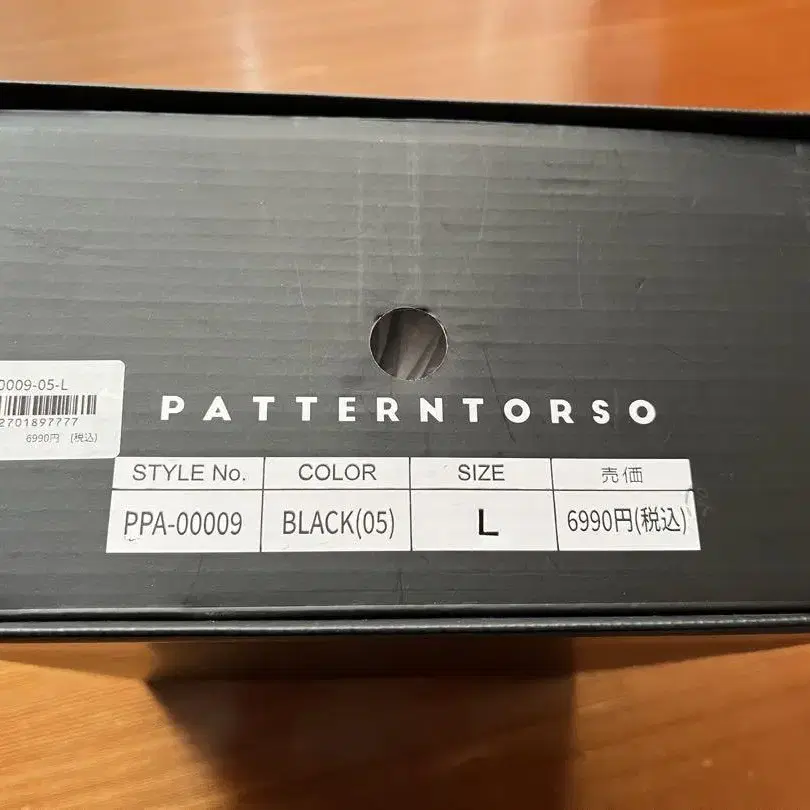 0009-05-L
2701897777
6990円 (税込)
PATTERNTORSO
STYLE No. COLOR SIZE 売価
PPA-00009 BLACK(05) L 6990円(税込)